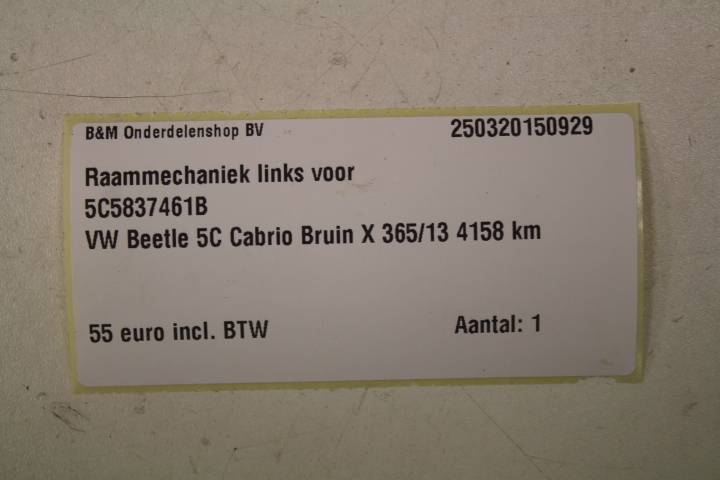 B&M Onderdelenshop BV 250320150929
Raammechaniek links voor
5C5837461B
VW Beetle 5C Cabrio Bruin X 365/13 4158 km
55 euro incl. BTW Aantal: 1